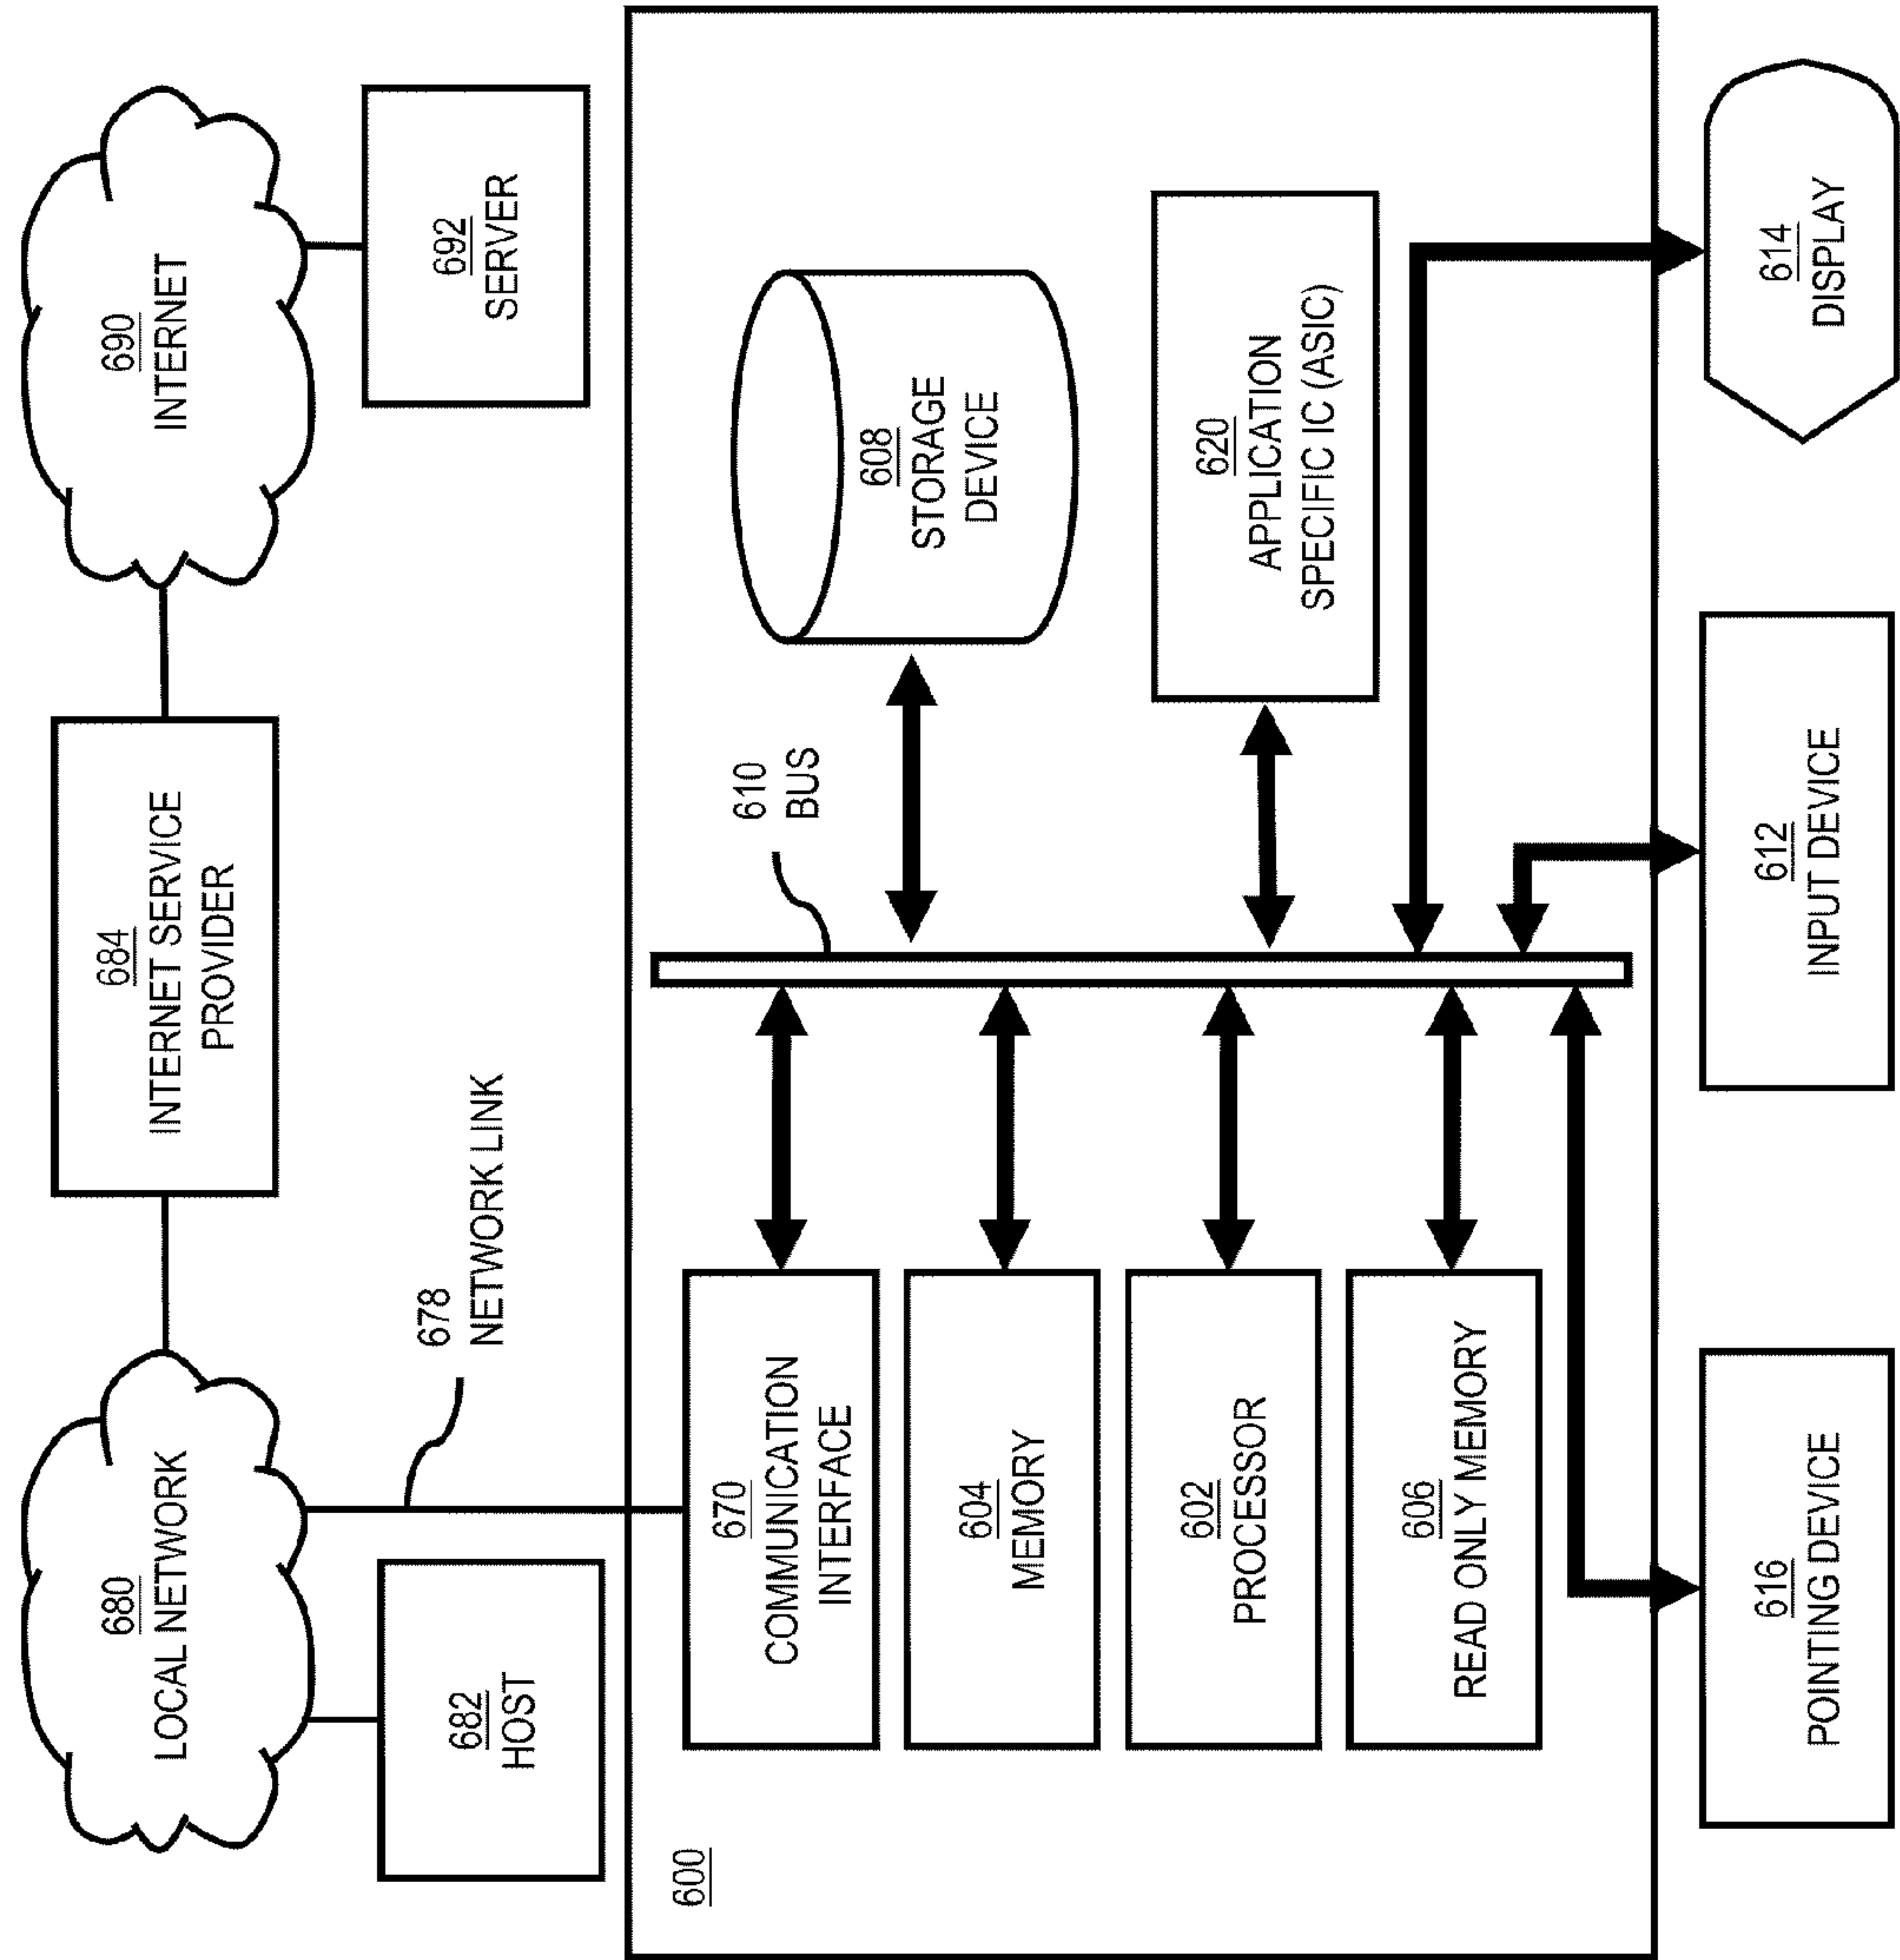 680
LOCAL NETWORK
684
INTERNET SERVICE
PROVIDER
690
INTERNET
682
HOST
678
NETWORK LINK
692
SERVER
600
670
COMMUNICATION
INTERFACE
610
BUS
604
MEMORY
608
STORAGE
DEVICE
602
PROCESSOR
620
APPLICATION
SPECIFIC IC (ASIC)
606
READ ONLY MEMORY
616
POINTING DEVICE
612
INPUT DEVICE
614
DISPLAY